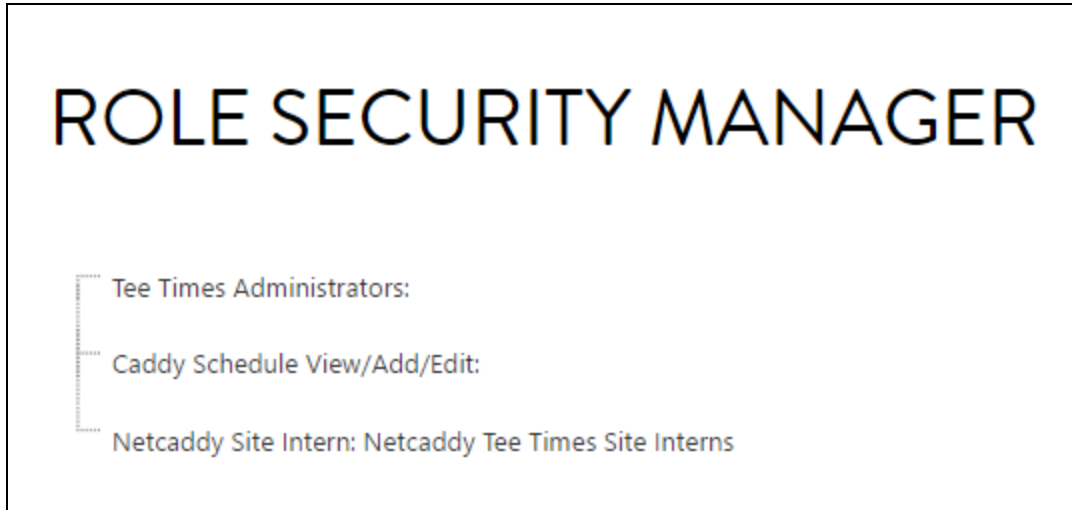 ROLE SECURITY MANAGER
Tee Times Administrators:
Caddy Schedule View/Add/Edit:
Netcaddy Site Intern: Netcaddy Tee Times Site Interns